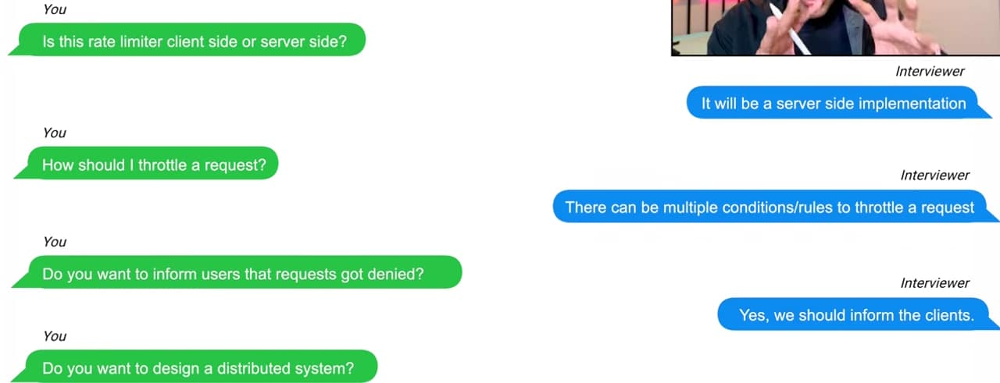 You
Is this rate limiter client side or server side?
Interviewer
It will be a server side implementation
You
How should I throttle a request?
Interviewer
There can be multiple conditions/rules to throttle a request
You
Do you want to inform users that requests got denied?
Interviewer
Yes, we should inform the clients.
You
Do you want to design a distributed system?